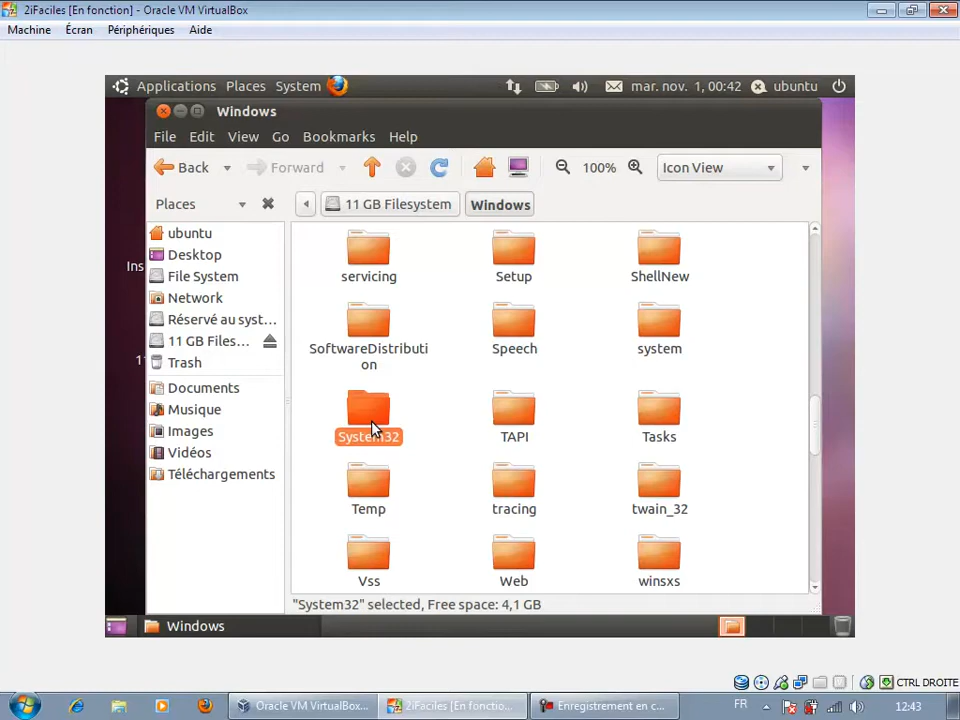 2iFaciles [En fonction] - Oracle VM VirtualBox
Machine Écran Périphériques Aide
Applications Places System mar. nov. 1, 00:42 ubuntu
Windows
File Edit View Go Bookmarks Help
Back Forward 100% Icon View
Places 11 GB Filesystem Windows
ubuntu
Desktop
File System
Network
Réservé au syst...
11 GB Files...
Trash
Documents
Musique
Images
Vidéos
Téléchargements
Ins
servicing Setup ShellNew
SoftwareDistributi
on
Speech system
System32 TAPI Tasks
Temp tracing twain_32
Vss Web winsxs
"System32" selected, Free space: 4,1 GB
Windows
CTRL DROITE
Oracle VM VirtualBox... 2iFaciles [En fonctio... Enregistrement en c... FR 12:43